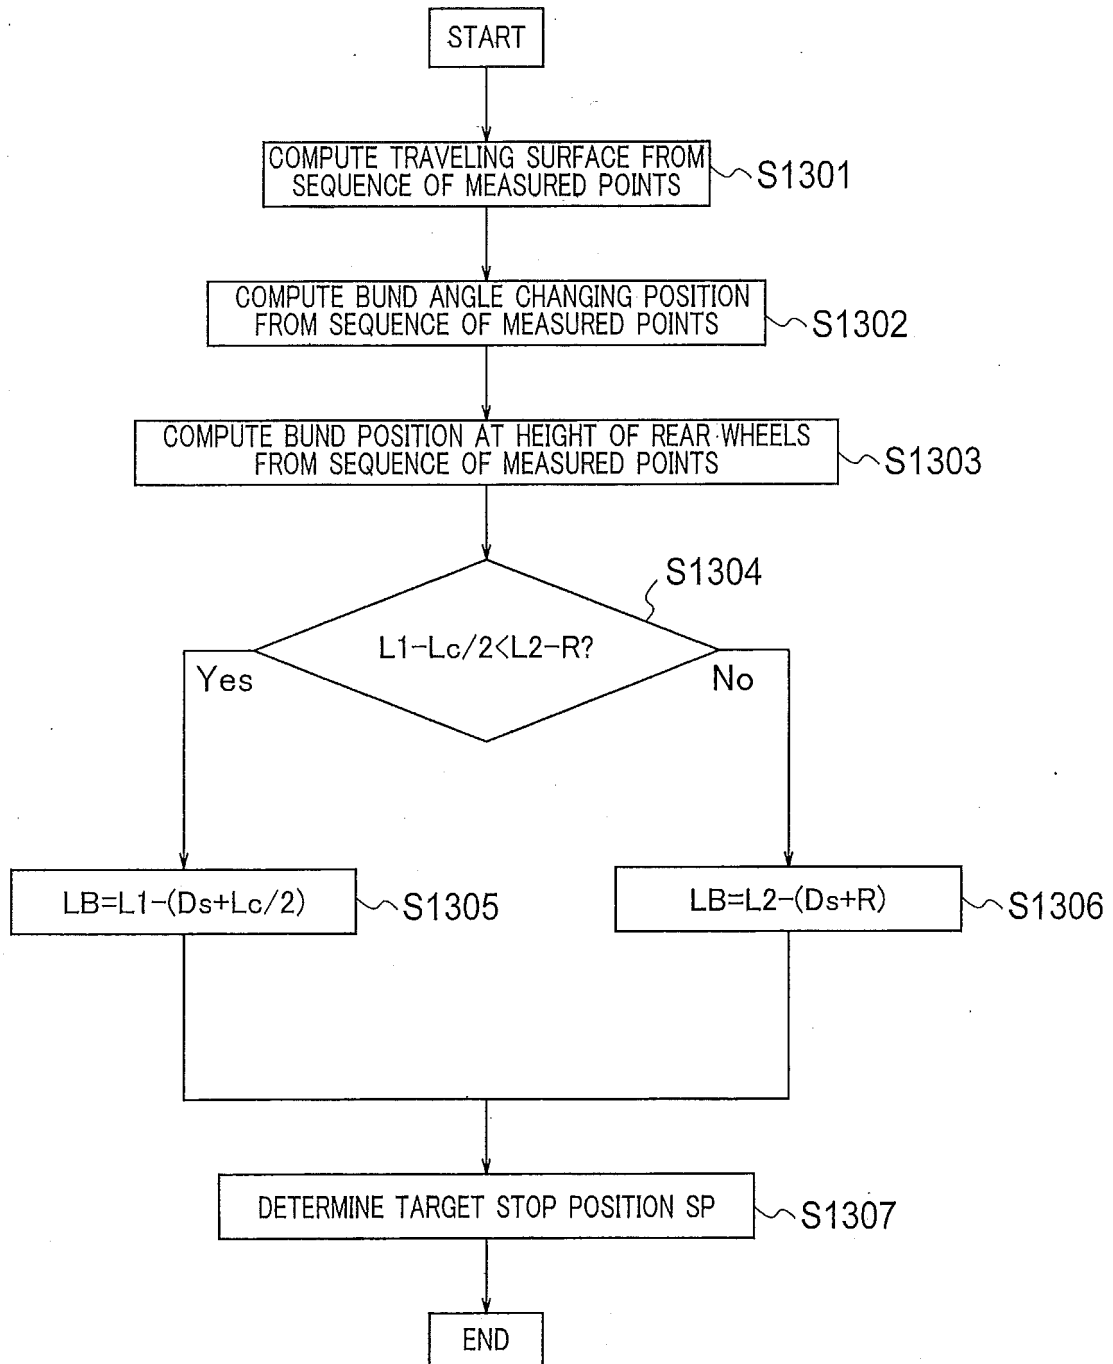 START
COMPUTE TRAVELING SURFACE FROM
SEQUENCE OF MEASURED POINTS
S1301
COMPUTE BUND ANGLE CHANGING POSITION
FROM SEQUENCE OF MEASURED POINTS
S1302
COMPUTE BUND POSITION AT HEIGHT OF REAR WHEELS
FROM SEQUENCE OF MEASURED POINTS
S1303
S1304
L1-Lc/2<L2-R?
Yes
No
LB=L1-(Ds+Lc/2)
S1305
LB=L2-(Ds+R)
S1306
DETERMINE TARGET STOP POSITION SP
S1307
END